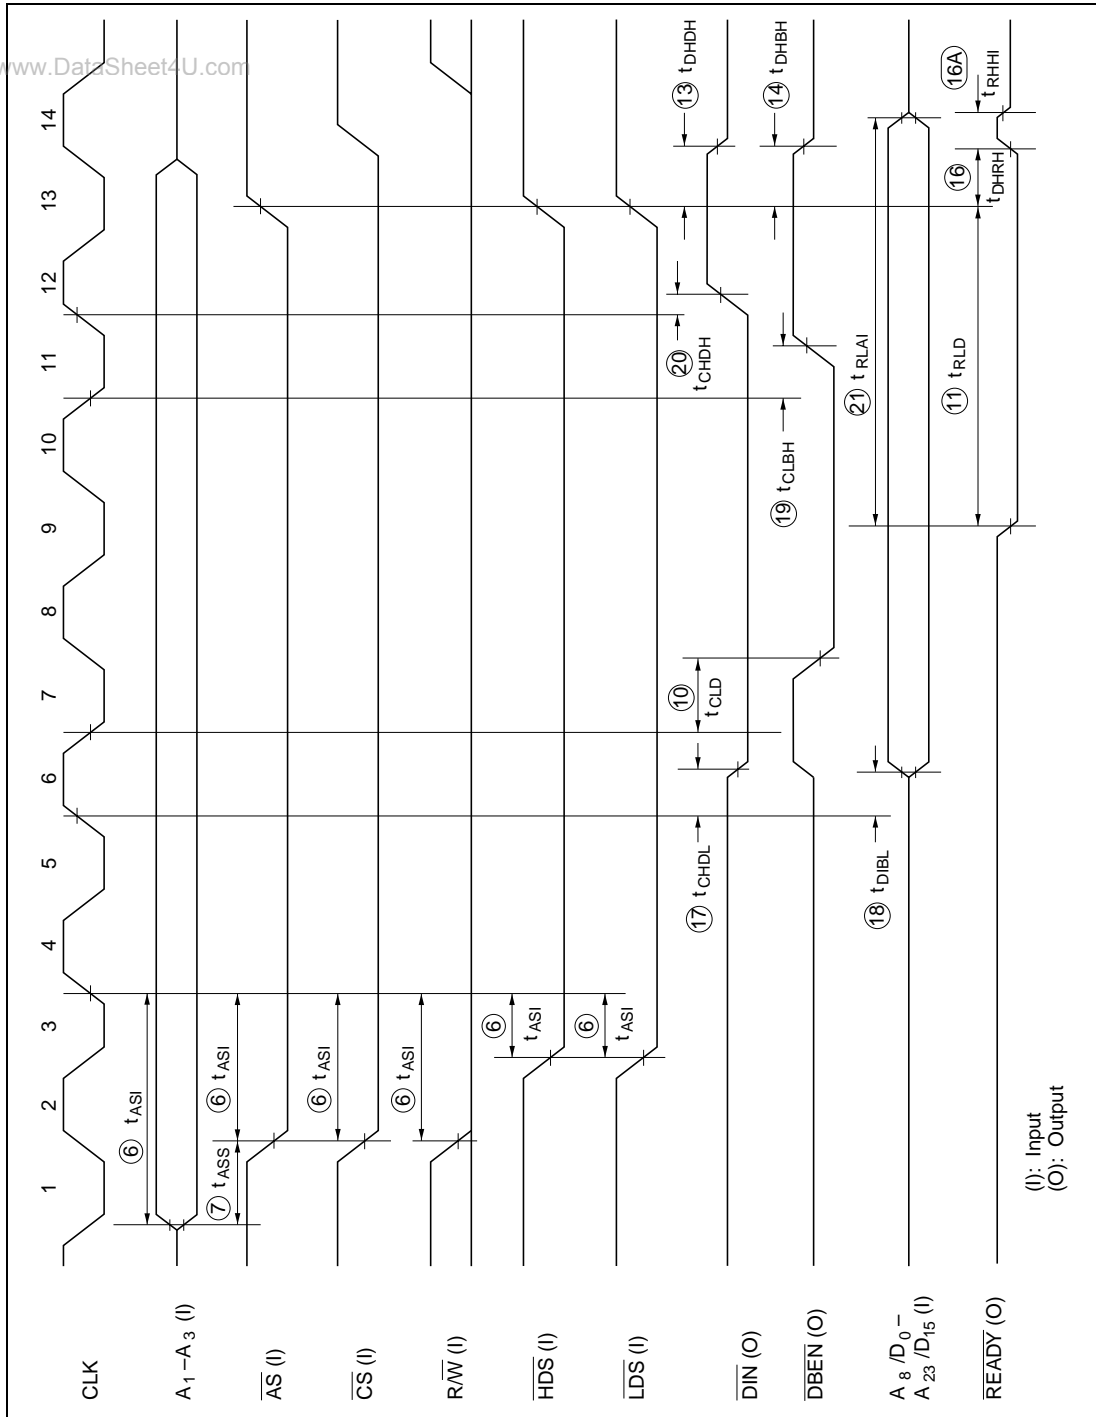 www.DataSheet4U.com
CLK
1 2 3 4 5 6 7 8 9 10 11 12 13 14
A1–A3 (I)
⑥ tASI
AS (I)
⑦ tASS
⑥ tASI
CS (I)
⑥ tASI
R/W (I)
⑥ tASI
HDS (I)
⑥
tASI
LDS (I)
⑥
tASI
DIN (O)
⑰ tCHDL
⑩
tCLD
⑳
tCHDH
⑬ tDHDH
DBEN (O)
⑲ tCLBH
⑭ tDHBH
A8 /D0 –
A23 /D15 (I)
⑱ tDIBL
㉑ tRLAI
READY (O)
⑪ tRLD
⑯
tDHRH
16A
tRHHI
(I): Input
(O): Output